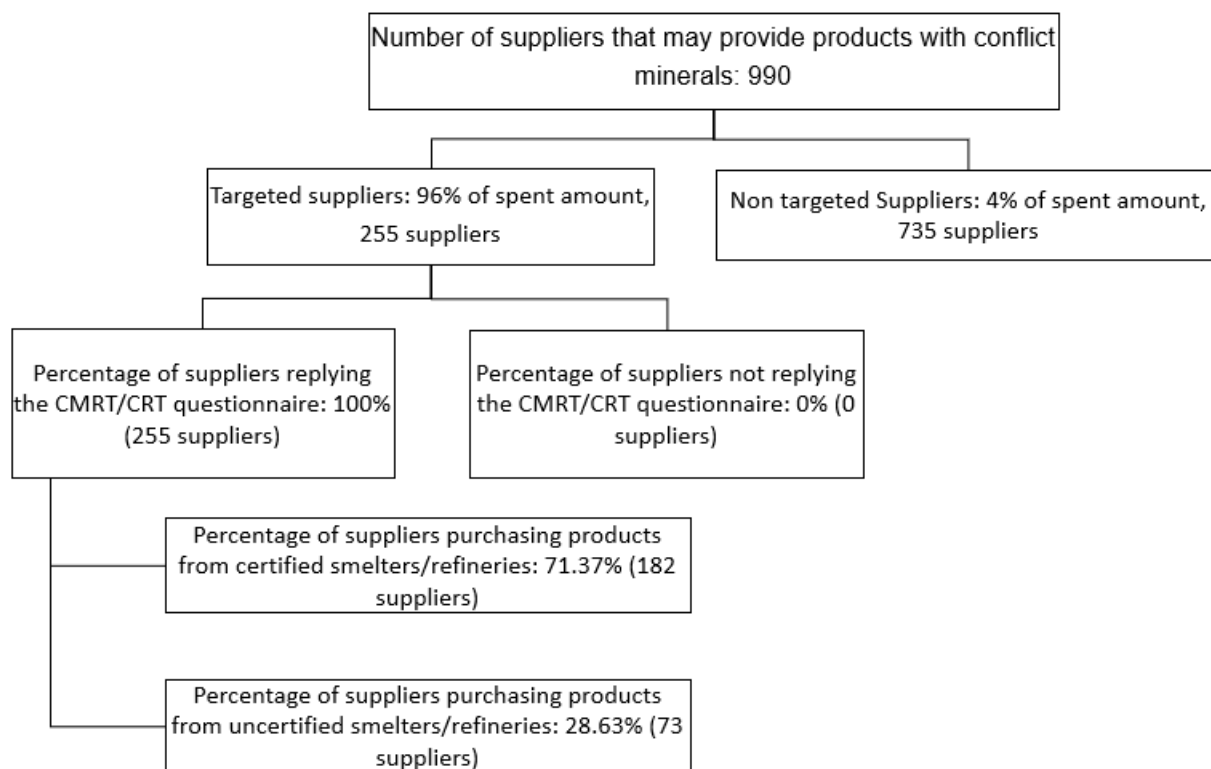 Number of suppliers that may provide products with conflict
minerals: 990
Targeted suppliers: 96% of spent amount,
255 suppliers
Non targeted Suppliers: 4% of spent amount,
735 suppliers
Percentage of suppliers replying
the CMRT/CRT questionnaire: 100%
(255 suppliers)
Percentage of suppliers not replying
the CMRT/CRT questionnaire: 0% (0
suppliers)
Percentage of suppliers purchasing products
from certified smelters/refineries: 71.37% (182
suppliers)
Percentage of suppliers purchasing products
from uncertified smelters/refineries: 28.63% (73
suppliers)